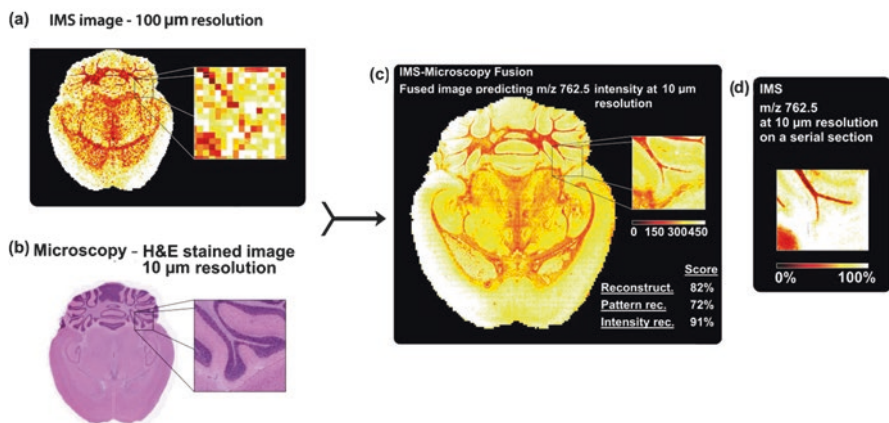 (a) IMS image - 100 µm resolution
(b) Microscopy – H&E stained image
10 µm resolution
(c) IMS-Microscopy Fusion
Fused image predicting m/z 762.5 intensity at 10 µm
resolution
0 150 300 450
Score
Reconstruct. 82%
Pattern rec. 72%
Intensity rec. 91%
(d) IMS
m/z 762.5
at 10 µm resolution
on a serial section
0% 100%